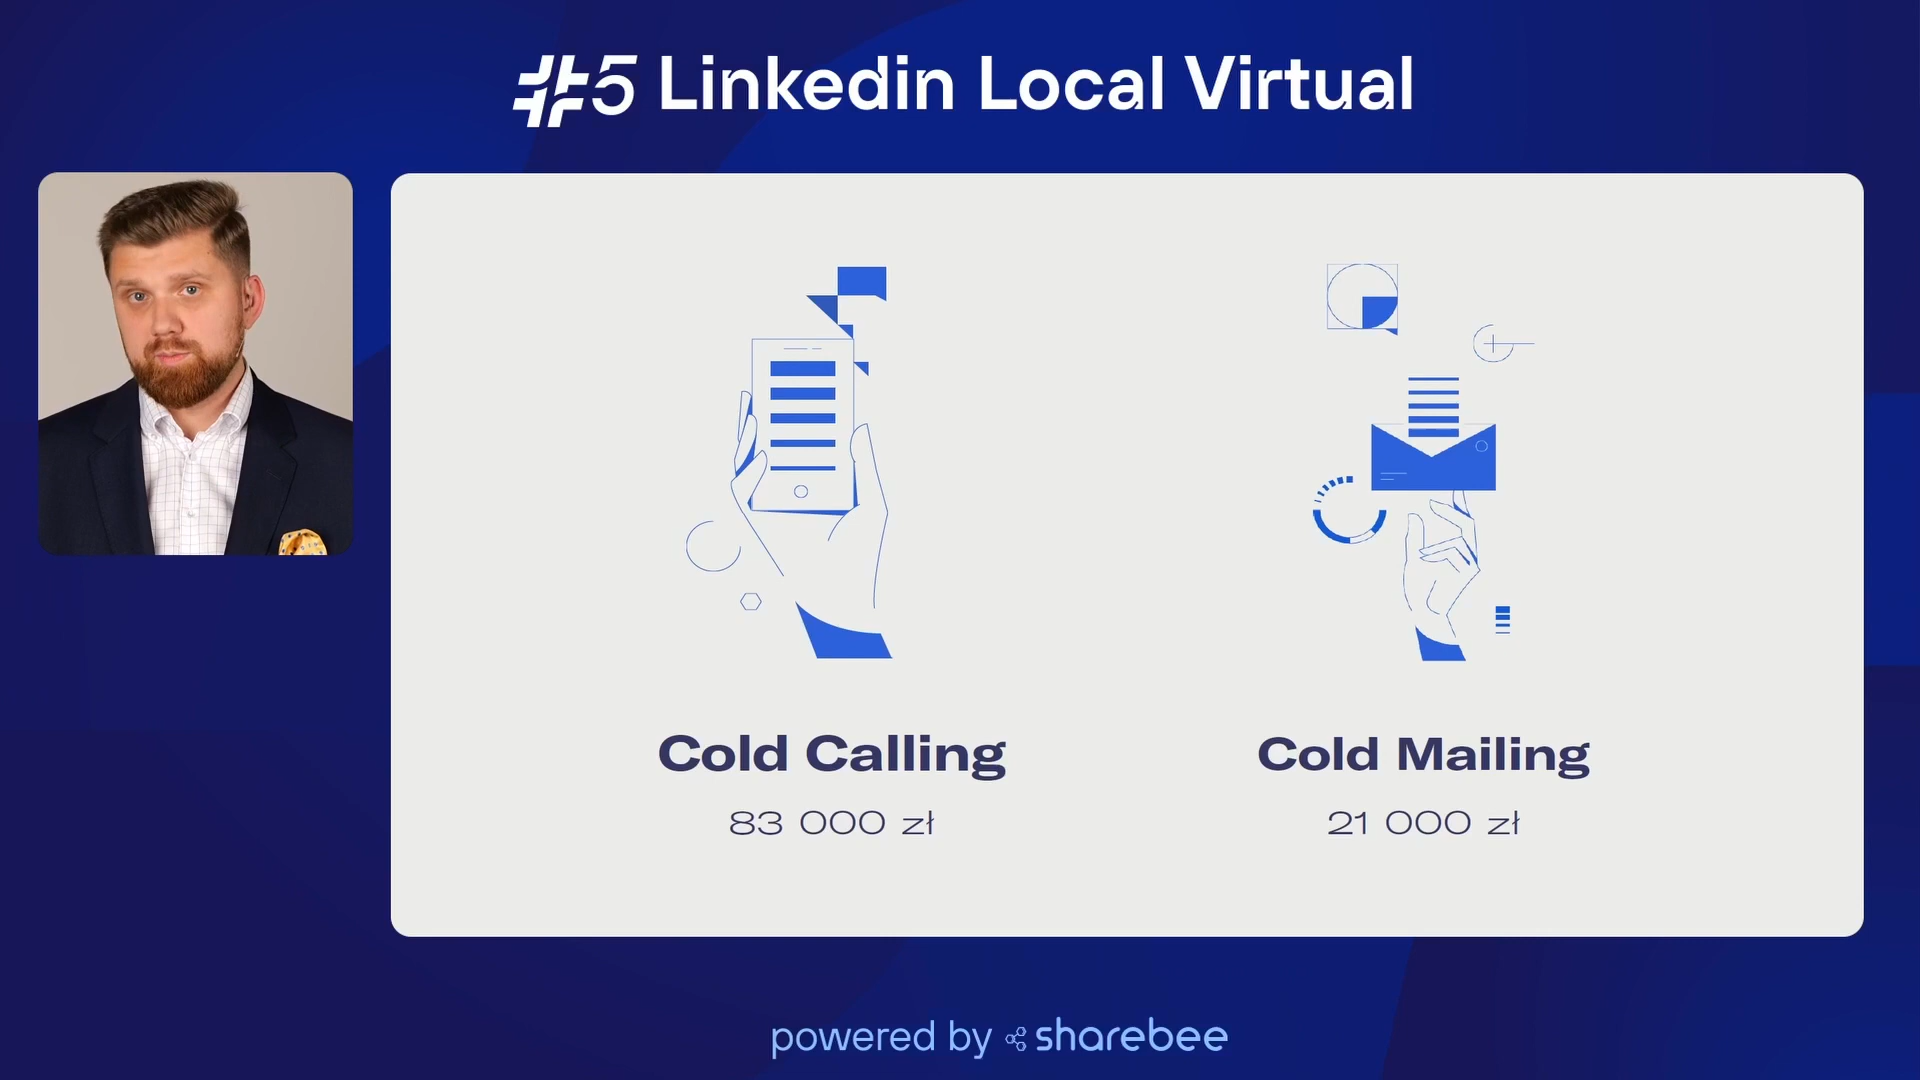 #5 Linkedin Local Virtual
Cold Calling
83 000 zł
Cold Mailing
21 000 zł
powered by sharebee